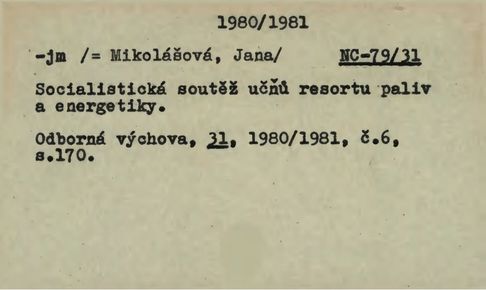 1980/1981
-jm /= Mikolášová, Jana/ NC-79/31
Socialistická soutěž učňů resortu paliv
a energetiky.
Odborná výchova, 31, 1980/1981, č.6,
s.170.